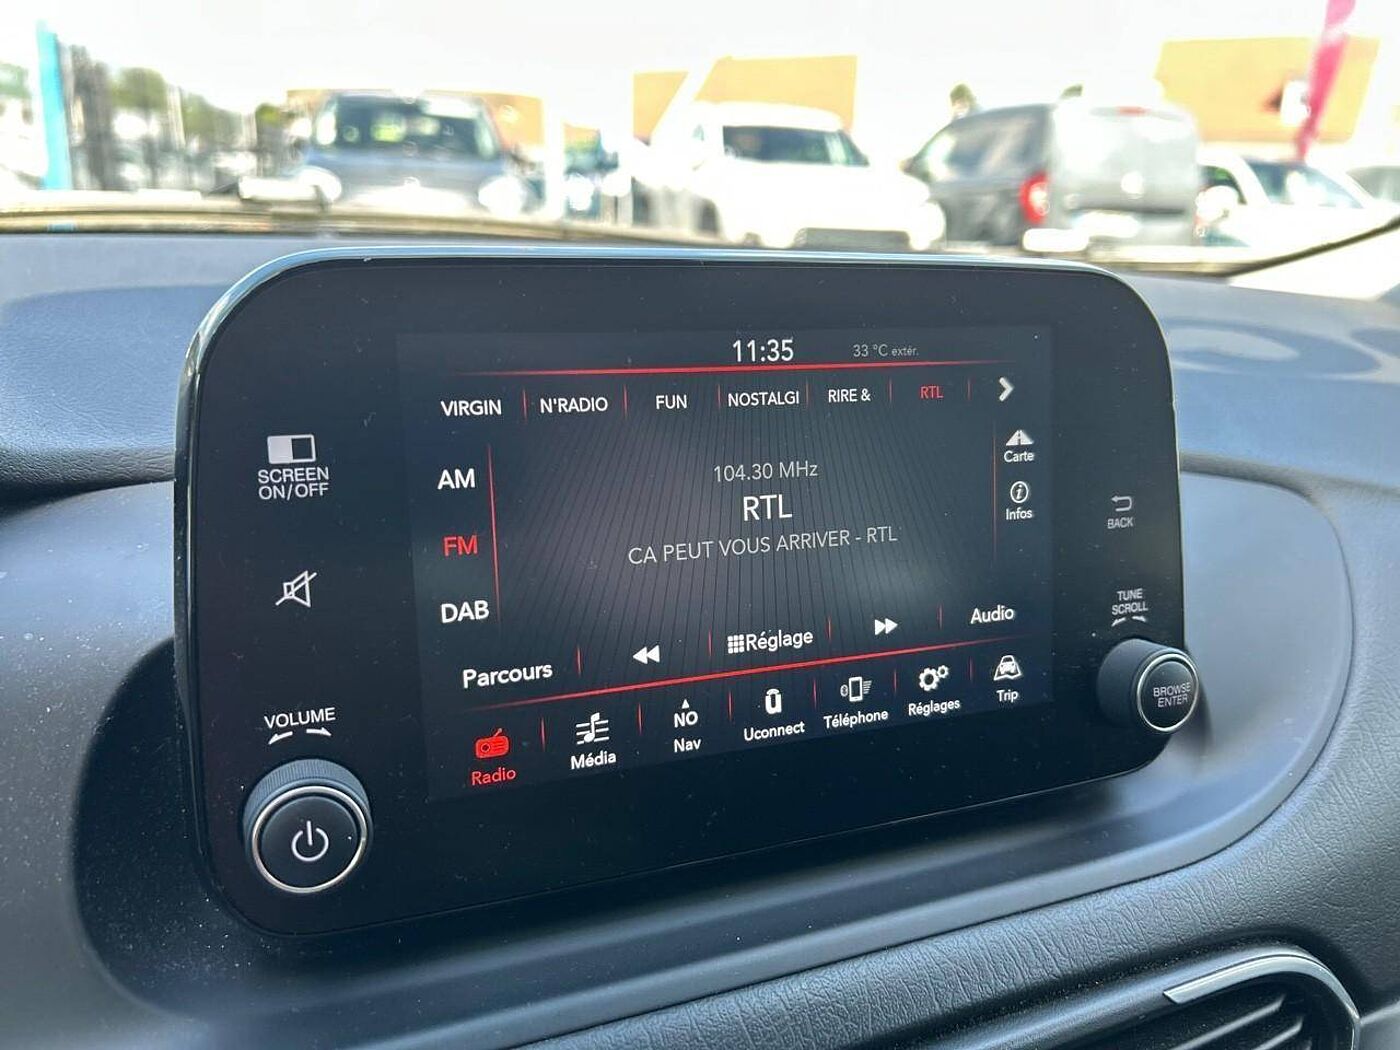 11:35 33 °C extér.
VIRGIN N'RADIO FUN NOSTALGI RIRE & RTL
SCREEN
ON/OFF
AM
FM
DAB
104.30 MHz
RTL
CA PEUT VOUS ARRIVER - RTL
Carte
Infos
BACK
TUNE
SCROLL
BROWSE
ENTER
Parcours Réglage Audio
VOLUME
Radio
Média
NO
Nav
Uconnect
Téléphone
Réglages
Trip